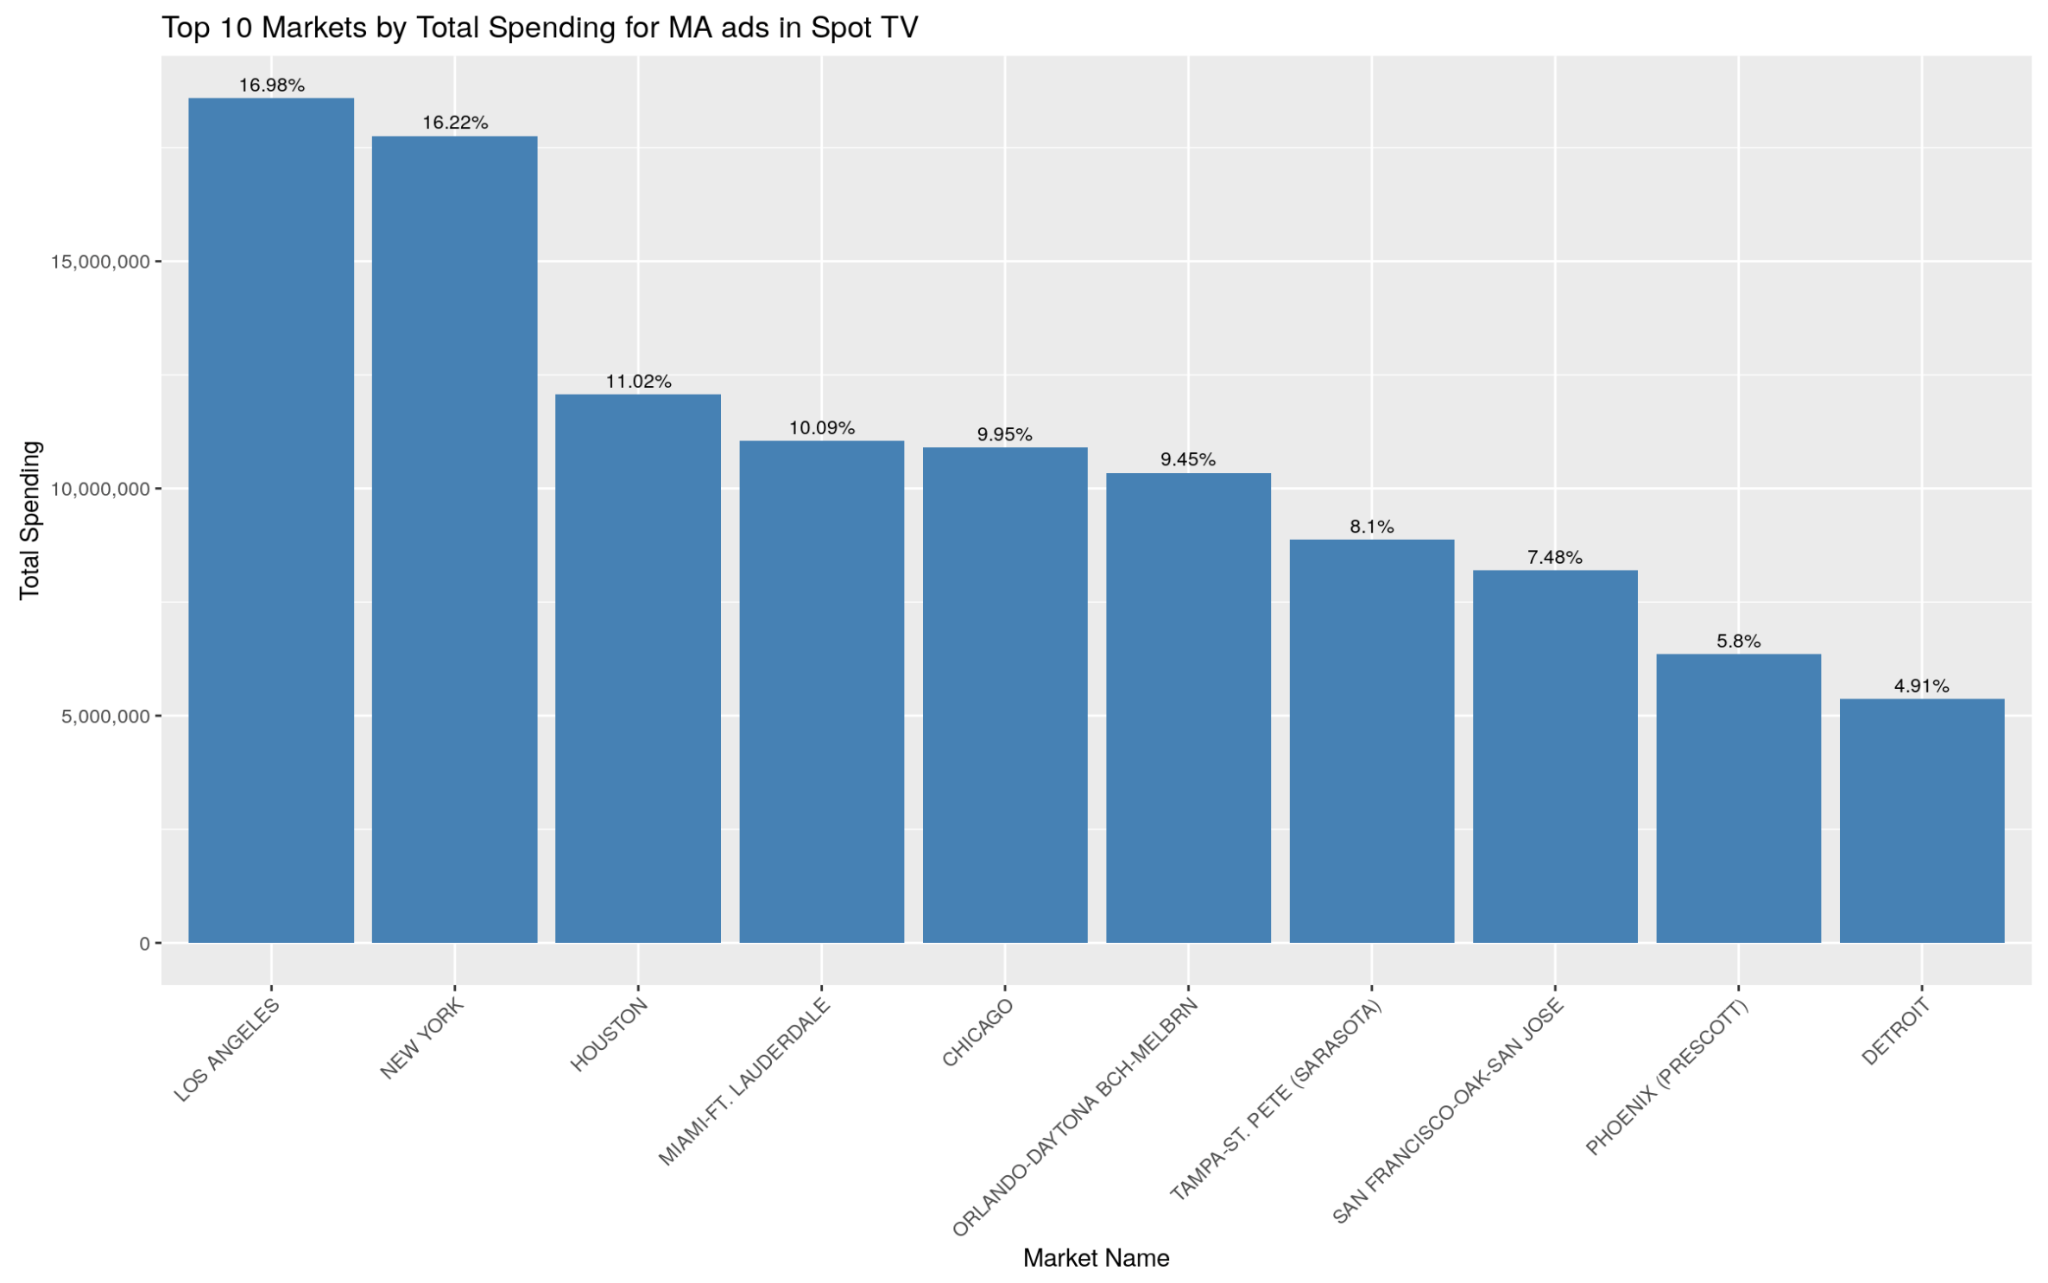 Top 10 Markets by Total Spending for MA ads in Spot TV
16.98%
16.22%
11.02%
10.09%
9.95%
9.45%
8.1%
7.48%
5.8%
4.91%
15,000,000
10,000,000
5,000,000
0
Total Spending
LOS ANGELES
NEW YORK
HOUSTON
MIAMI-FT. LAUDERDALE
CHICAGO
ORLANDO-DAYTONA BCH-MELBRN
TAMPA-ST. PETE (SARASOTA)
SAN FRANCISCO-OAK-SAN JOSE
PHOENIX (PRESCOTT)
DETROIT
Market Name